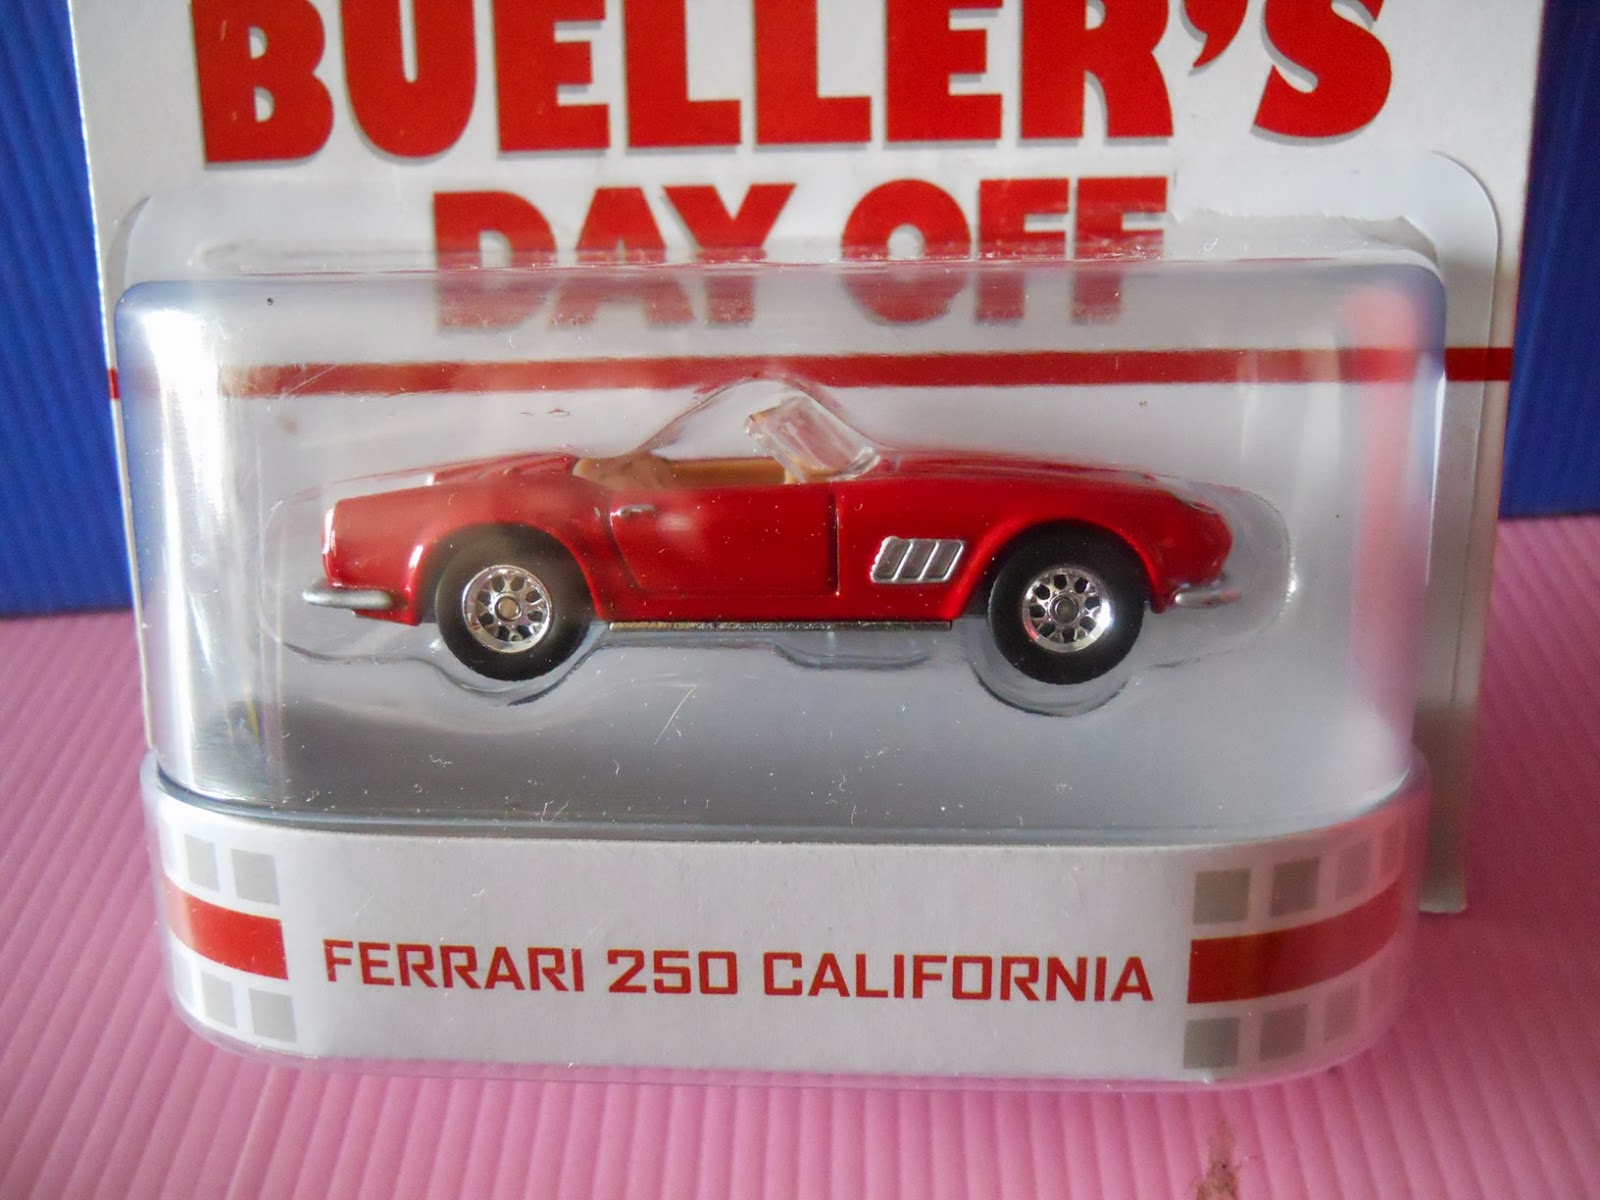 BUELLER'S
DAY OFF
FERRARI 250 CALIFORNIA